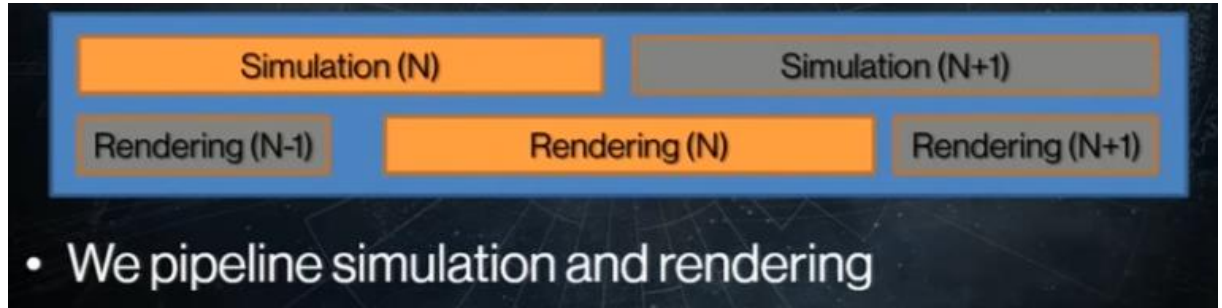 Simulation (N)
Simulation (N+1)
Rendering (N-1)
Rendering (N)
Rendering (N+1)
• We pipeline simulation and rendering